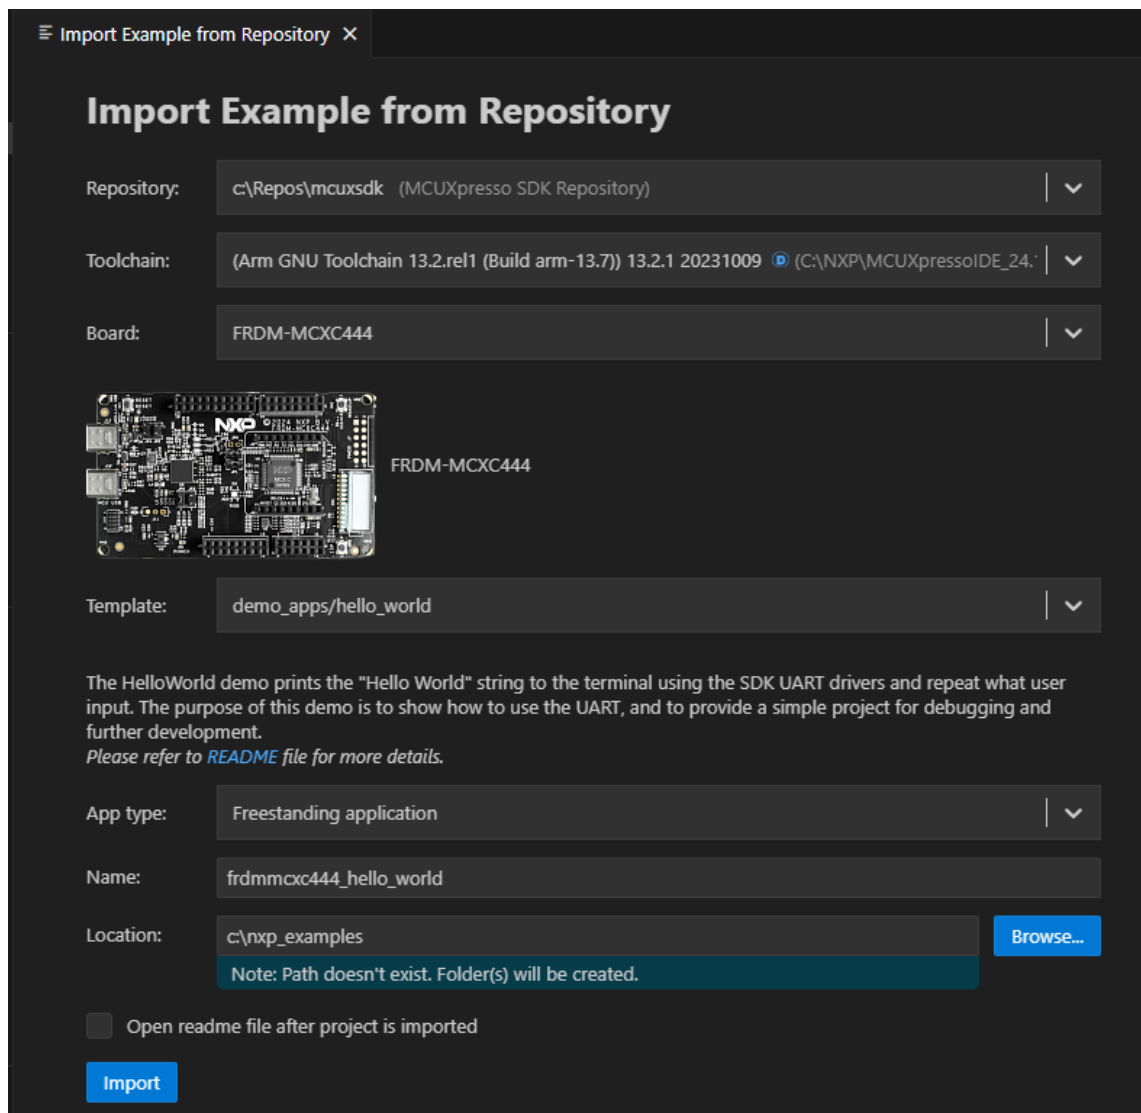 Import Example from Repository
Import Example from Repository
Repository:
c:\Repos\mcuxsdk (MCUXpresso SDK Repository)
Toolchain:
(Arm GNU Toolchain 13.2.rel1 (Build arm-13.7)) 13.2.1 20231009 D (C:\NXP\MCUXpressoIDE_24.
Board:
FRDM-MCXC444
NXP
©2024 NXP B.V.
FRDM-MCXC444
FRDM-MCXC444
Template:
demo_apps/hello_world
The HelloWorld demo prints the "Hello World" string to the terminal using the SDK UART drivers and repeat what user
input. The purpose of this demo is to show how to use the UART, and to provide a simple project for debugging and
further development.
Please refer to README file for more details.
App type:
Freestanding application
Name:
frdmmcxc444_hello_world
Location:
c:\nxp_examples
Browse...
Note: Path doesn't exist. Folder(s) will be created.
Open readme file after project is imported
Import